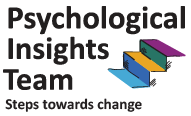 Psychological
Insights
Team
Steps towards change